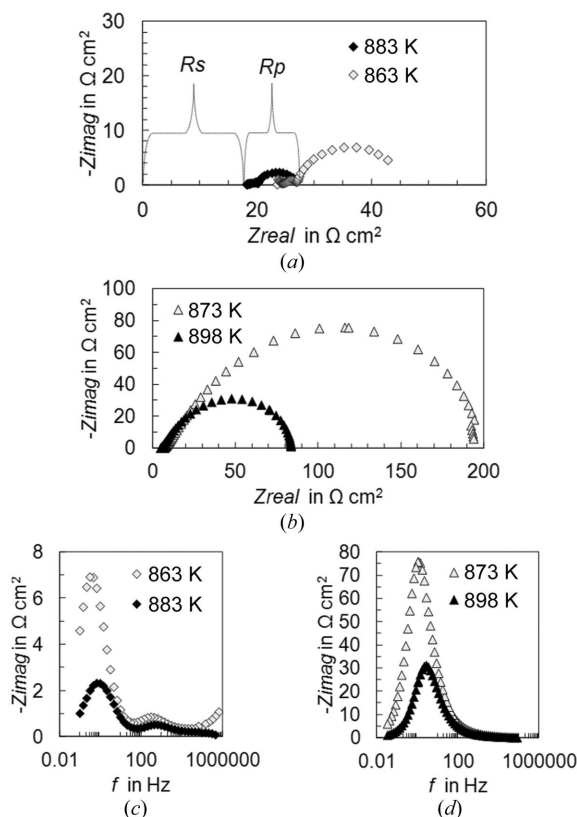 30
20
10
0
-Zimag in Ω cm²
Rs
Rp
883 K
863 K
0
20
40
60
Zreal in Ω cm²
(a)
100
80
60
40
20
0
-Zimag in Ω cm²
873 K
898 K
0
50
100
150
200
Zreal in Ω cm²
(b)
8
6
4
2
0
-Zimag in Ω cm²
863 K
883 K
0.01
100
1000000
f in Hz
(c)
80
70
60
50
40
30
20
10
0
-Zimag in Ω cm²
873 K
898 K
0.01
100
1000000
f in Hz
(d)